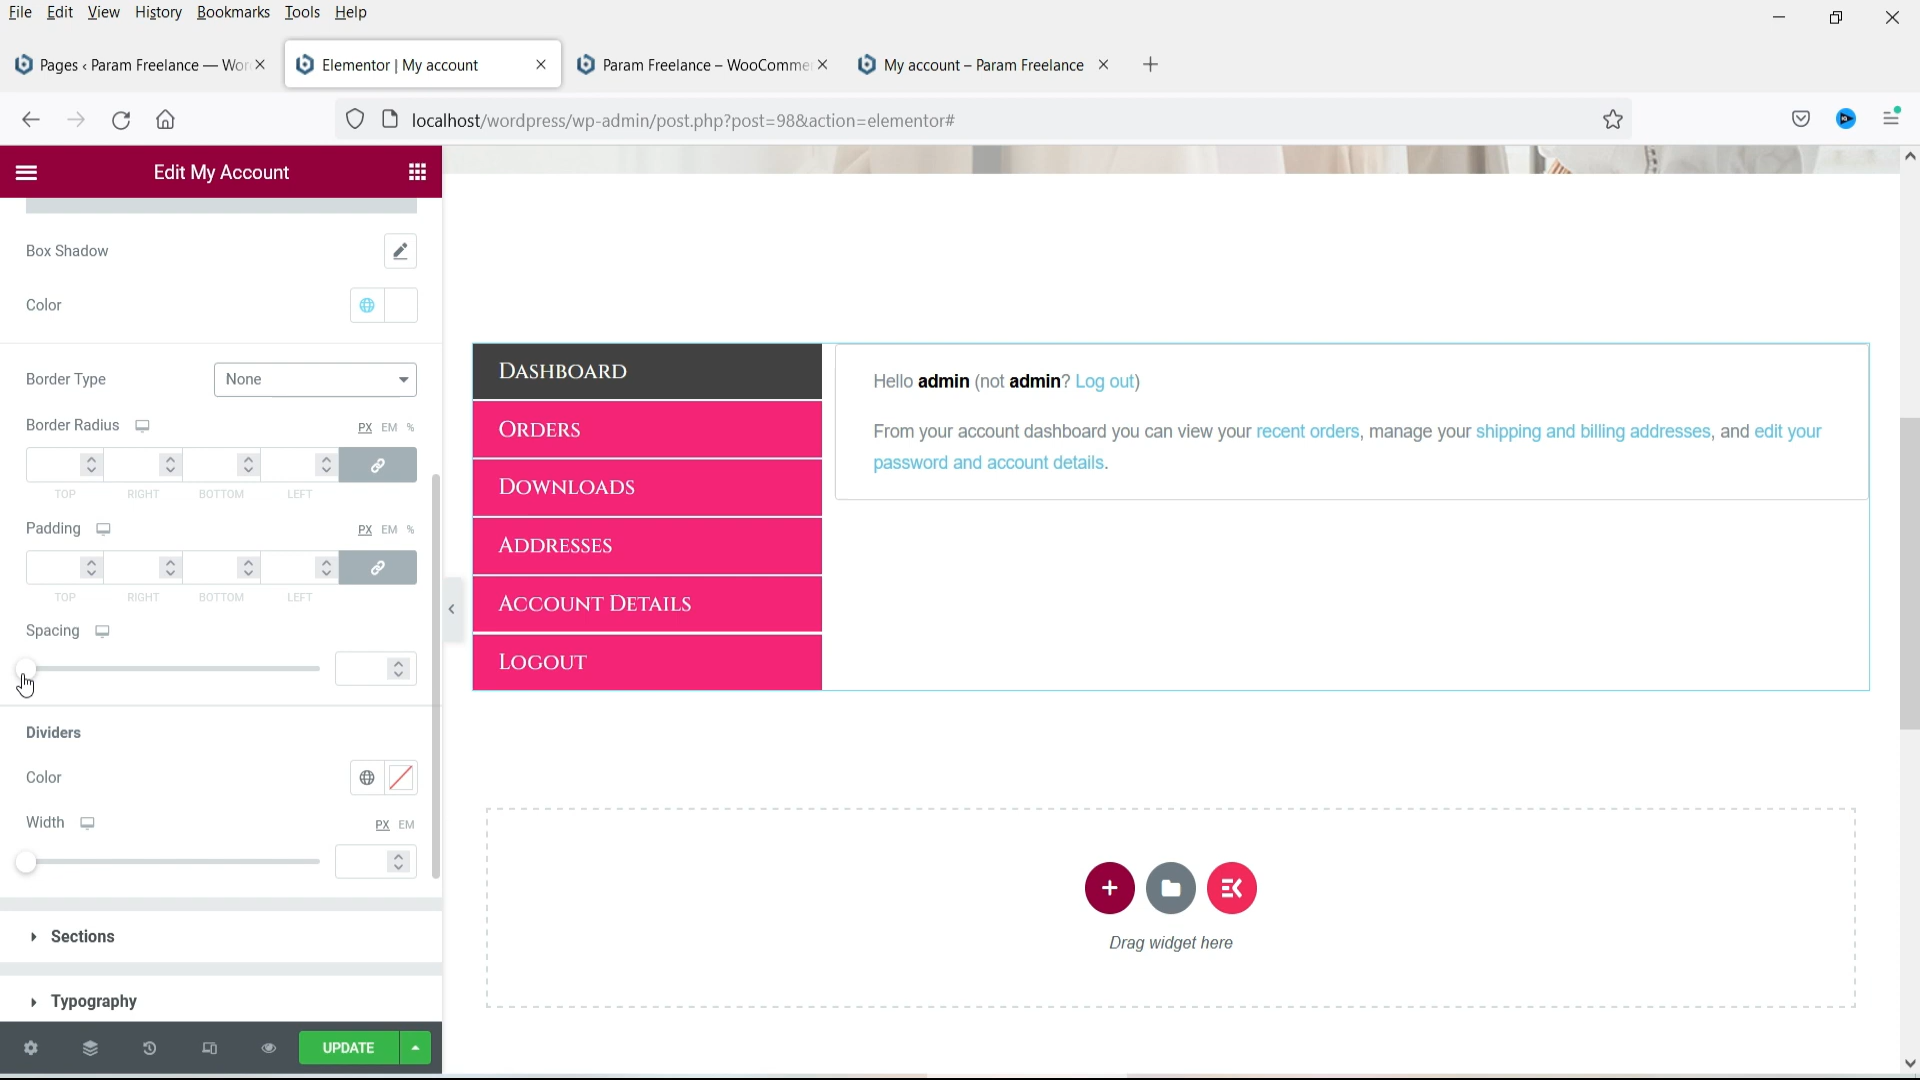 File Edit View History Bookmarks Tools Help
Pages ‹ Param Freelance — Wor
Elementor | My account
Param Freelance – WooComme
My account – Param Freelance
localhost/wordpress/wp-admin/post.php?post=98&action=elementor#
Edit My Account
Box Shadow
Color
Border Type
None
Border Radius
PX EM %
TOP RIGHT BOTTOM LEFT
Padding
PX EM %
TOP RIGHT BOTTOM LEFT
Spacing
Dividers
Color
Width
PX EM
Sections
Typography
UPDATE
Dashboard
Orders
Downloads
Addresses
Account Details
Logout
Hello admin (not admin? Log out)
From your account dashboard you can view your recent orders, manage your shipping and billing addresses, and edit your
password and account details.
Drag widget here